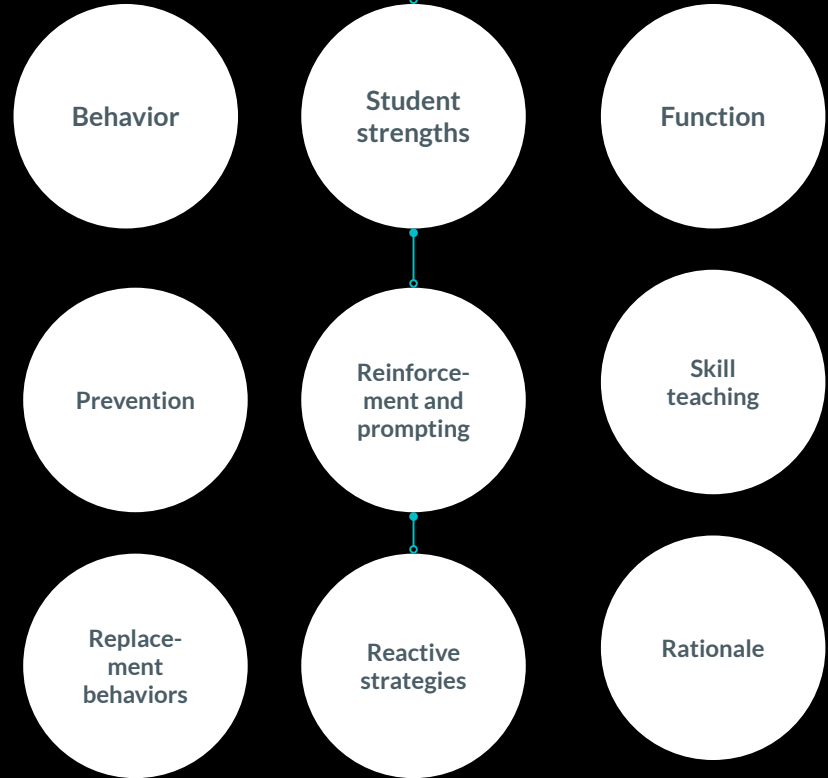 Behavior
Student
strengths
Function
Prevention
Reinforce-
ment and
prompting
Skill
teaching
Replace-
ment
behaviors
Reactive
strategies
Rationale